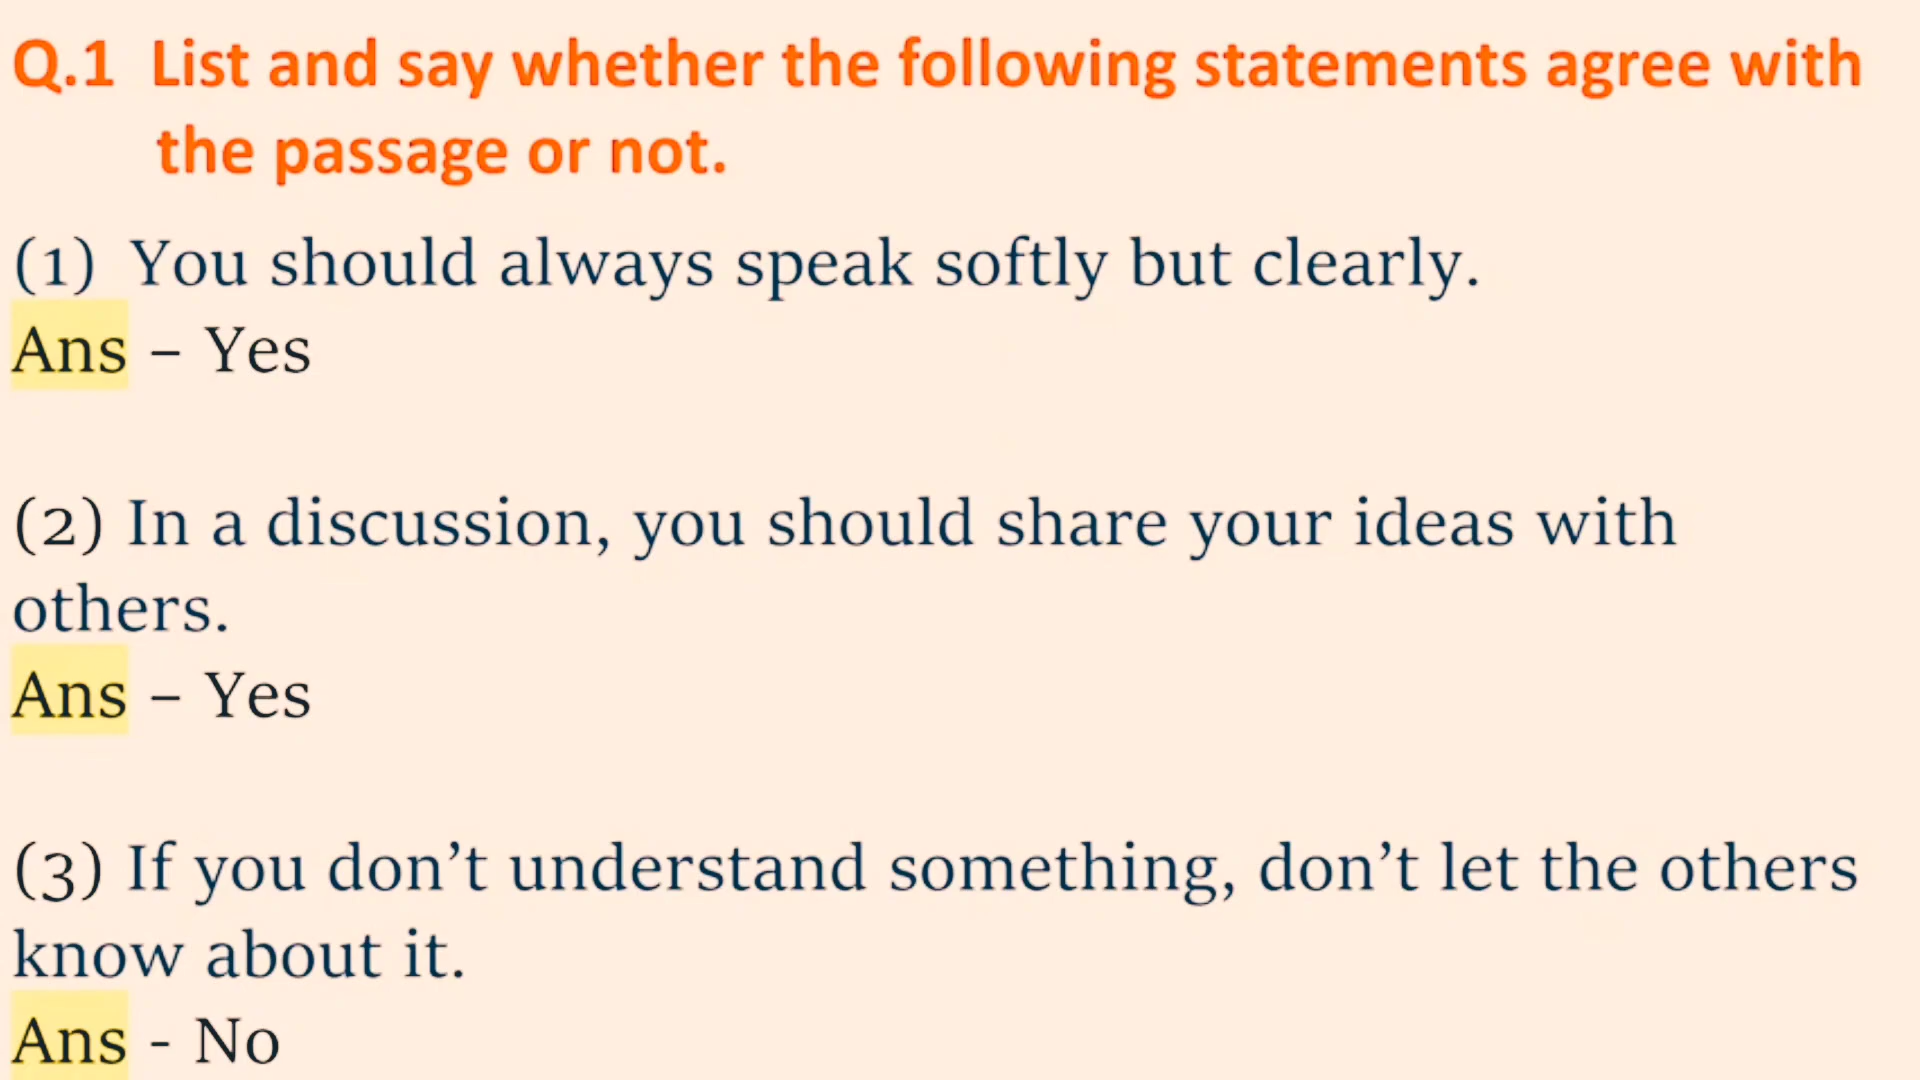 Q.1 List and say whether the following statements agree with
the passage or not.
(1) You should always speak softly but clearly.
Ans – Yes
(2) In a discussion, you should share your ideas with
others.
Ans – Yes
(3) If you don’t understand something, don’t let the others
know about it.
Ans - No